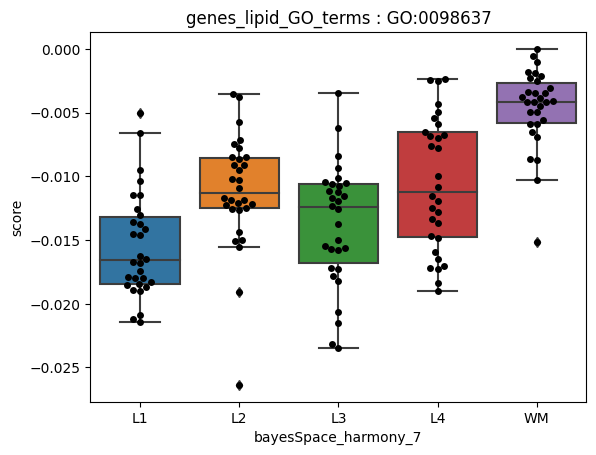 genes_lipid_GO_terms : GO:0098637
0.000
−0.005
−0.010
−0.015
−0.020
−0.025
score
L1 L2 L3 L4 WM
bayesSpace_harmony_7